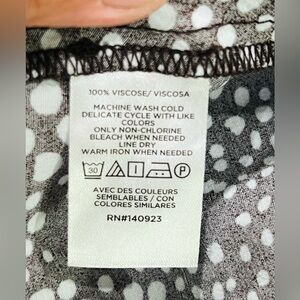 100% VISCOSE/ VISCOSA
MACHINE WASH COLD
DELICATE CYCLE WITH LIKE
COLORS
ONLY NON-CHLORINE
BLEACH WHEN NEEDED
LINE DRY
WARM IRON WHEN NEEDED
30 P
AVEC DES COULEURS
SEMBLABLES / CON
COLORES SIMILARES
RN#140923